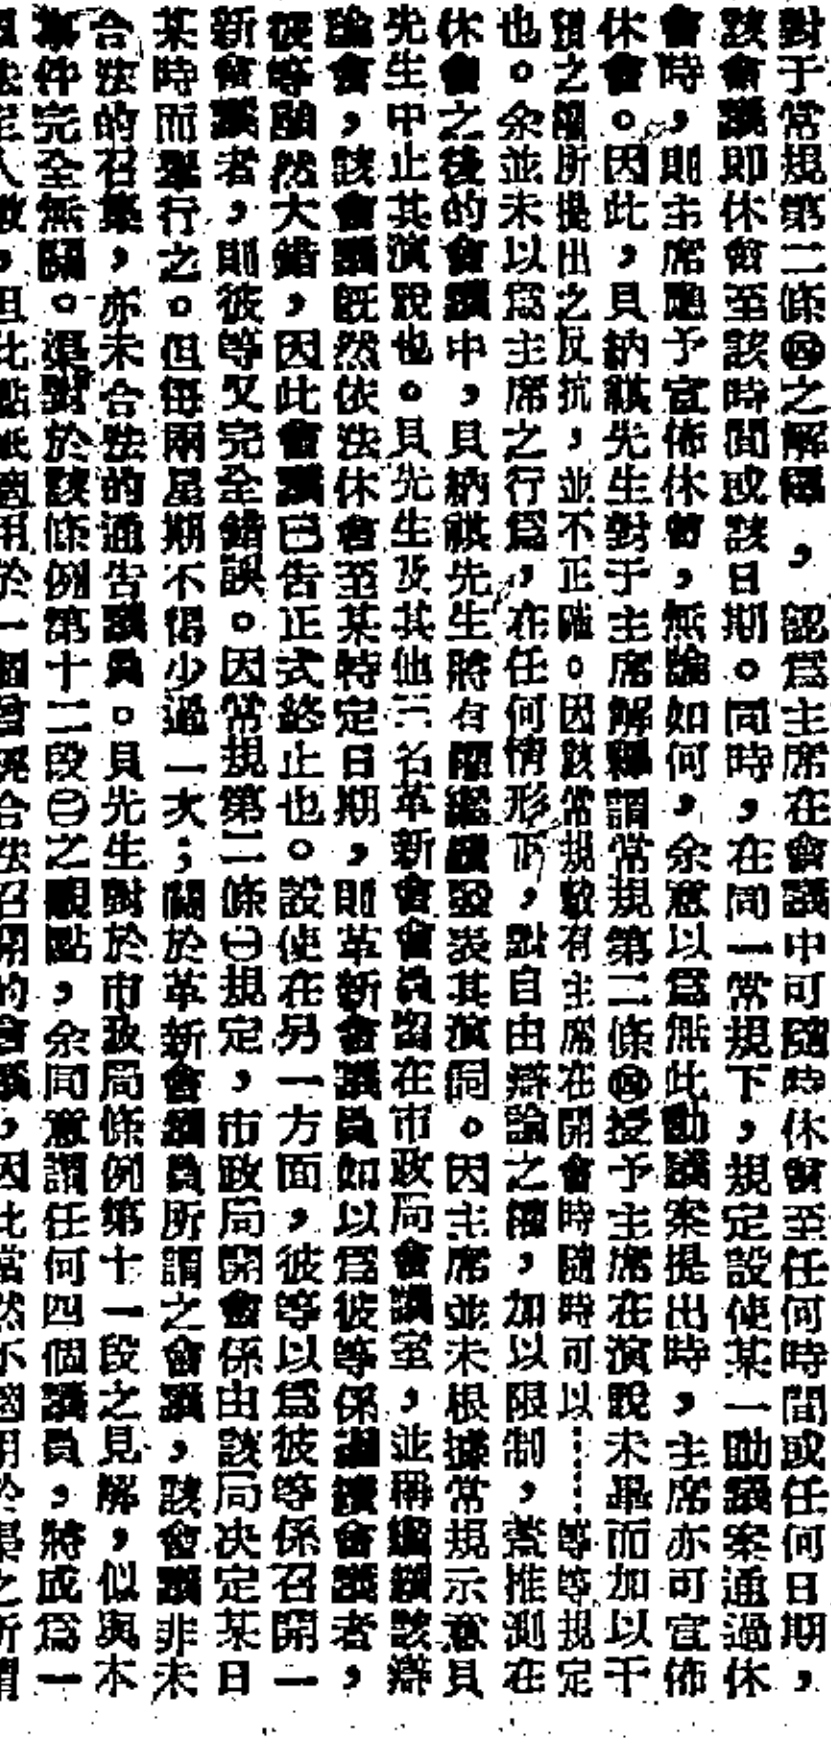 對于常規第二條㈣之解釋，認爲主席在會議中可隨時休會至任何時間或任何日期，
該會議即休會至該時間或該日期。同時，在同一常規下，規定設使某一動議案通過休
會時，則主席應予宣佈休會，無論如何，余意以爲無此動議案提出時，主席亦可宣佈
休會。因此，貝納祺先生對于主席解釋謂常規第二條㈣授予主席在演說未畢而加以干
預之權所提出之反抗，並不正確。因該常規載有主席在開會時隨時可以……等等規定
也。余並未以爲主席之行爲，在任何情形下，對自由辯論之權，加以限制，蓋推測在
休會之後的會議中，貝納祺先生將有權繼續發表其演詞。因主席並未根據常規示意貝
先生中止其演說也。貝先生及其他三名革新會會員留在市政局會議室，並稱繼續該辯
論會，該會議既然依法休會至某特定日期，則革新會議員如以爲彼等係繼續會議者，
彼等顯然大錯，因此會議已告正式終止也。設使在另一方面，彼等以爲彼等係召開一
新會議者，則彼等又完全錯誤。因常規第二條㈠規定，市政局開會係由該局决定某日
某時而舉行之。但每兩星期不得少過一次；關於革新會議員所謂之會議，該會議非未
合法的召集，亦未合法的通告議員。貝先生對於市政局條例第十一段之見解，似與本
案件完全無關。渠對於該條例第十二段㈠之觀點，余同意謂任何四個議員，將成爲一